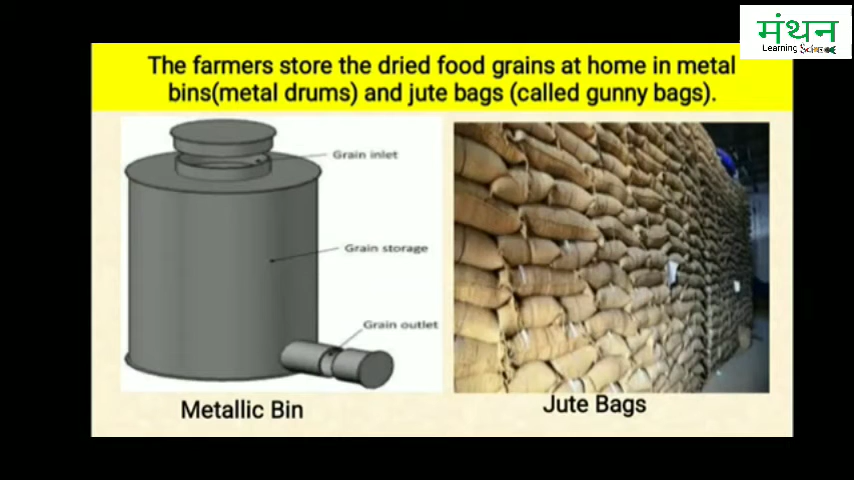 मंथन
Learning Science
The farmers store the dried food grains at home in metal
bins(metal drums) and jute bags (called gunny bags).
Grain inlet
Grain storage
Grain outlet
Metallic Bin
Jute Bags